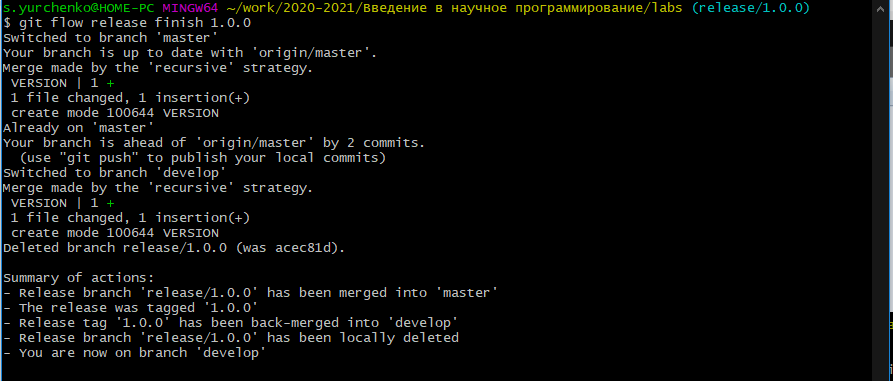 s.yurchenko@HOME-PC MINGW64 ~/work/2020-2021/Введение в научное программирование/labs (release/1.0.0)
$ git flow release finish 1.0.0
Switched to branch 'master'
Your branch is up to date with 'origin/master'.
Merge made by the 'recursive' strategy.
 VERSION | 1 +
 1 file changed, 1 insertion(+)
 create mode 100644 VERSION
Already on 'master'
Your branch is ahead of 'origin/master' by 2 commits.
  (use "git push" to publish your local commits)
Switched to branch 'develop'
Merge made by the 'recursive' strategy.
 VERSION | 1 +
 1 file changed, 1 insertion(+)
 create mode 100644 VERSION
Deleted branch release/1.0.0 (was acec81d).

Summary of actions:
- Release branch 'release/1.0.0' has been merged into 'master'
- The release was tagged '1.0.0'
- Release tag '1.0.0' has been back-merged into 'develop'
- Release branch 'release/1.0.0' has been locally deleted
- You are now on branch 'develop'